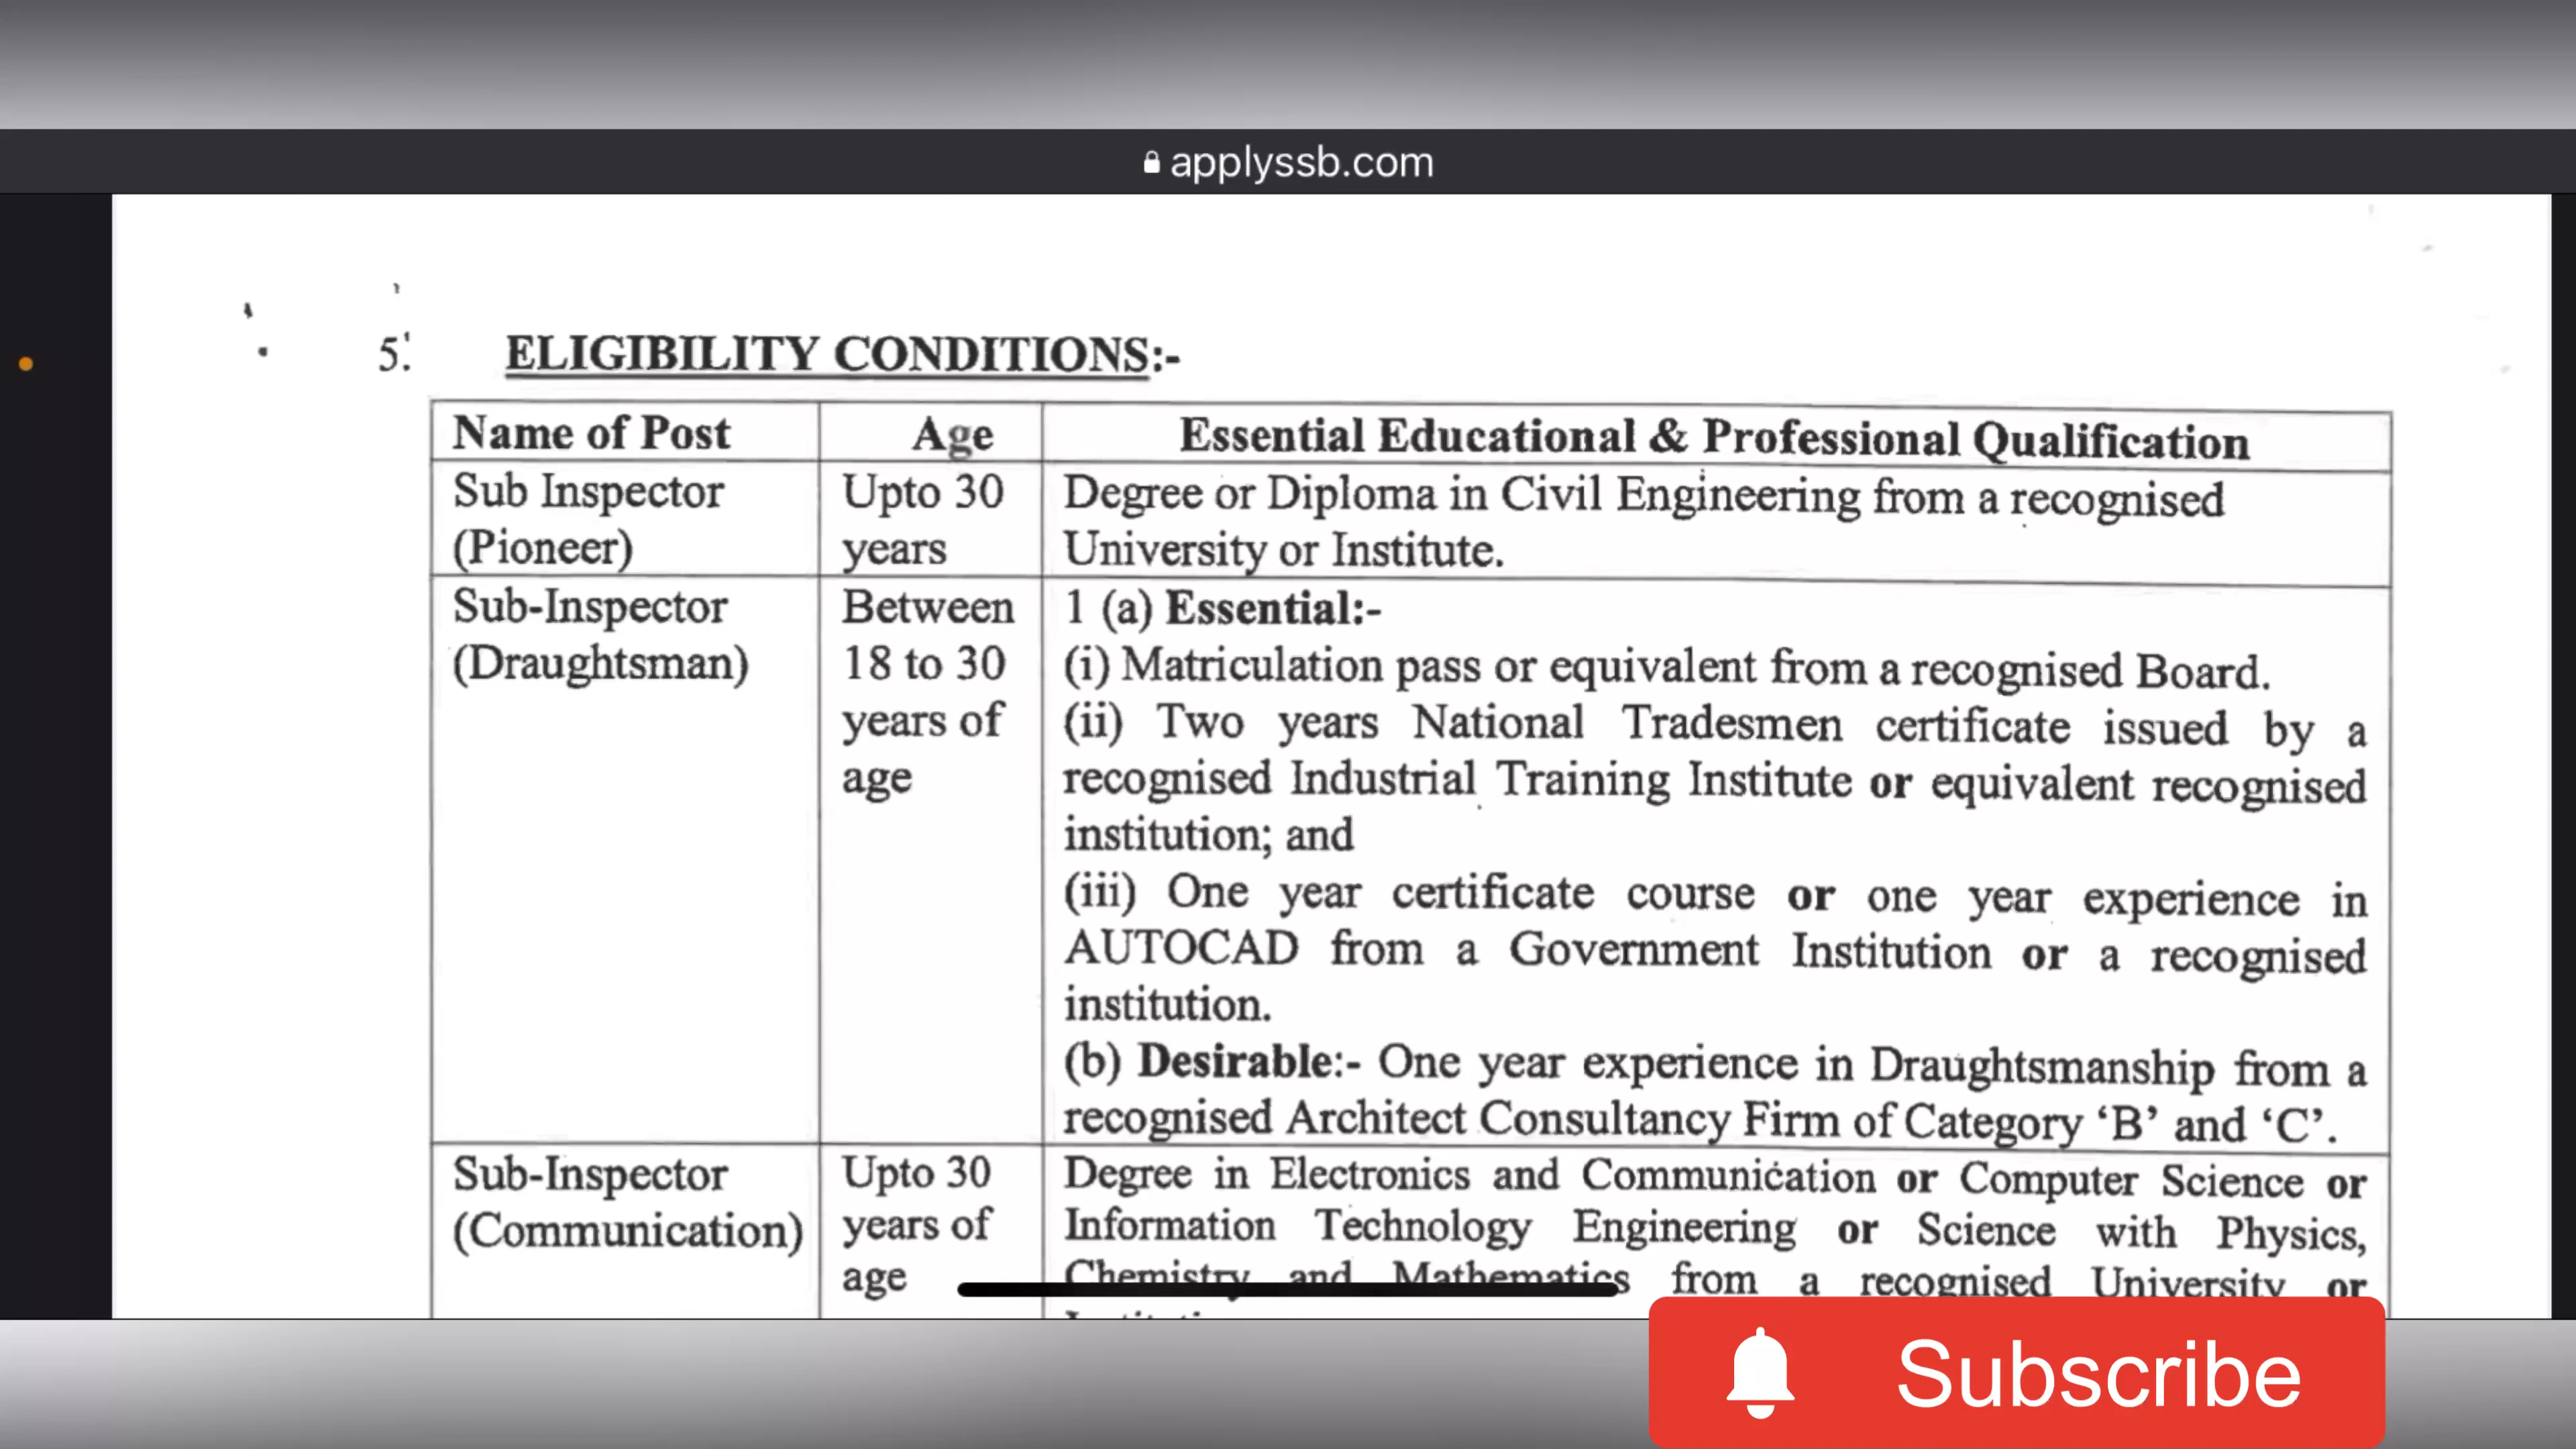 applyssb.com
5. ELIGIBILITY CONDITIONS:-
Name of Post Age Essential Educational & Professional Qualification
Sub Inspector (Pioneer) Upto 30 years Degree or Diploma in Civil Engineering from a recognised
University or Institute.
Sub-Inspector (Draughtsman) Between 18 to 30 years of age 1 (a) Essential:-
(i) Matriculation pass or equivalent from a recognised Board.
(ii) Two years National Tradesmen certificate issued by a
recognised Industrial Training Institute or equivalent recognised
institution; and
(iii) One year certificate course or one year experience in
AUTOCAD from a Government Institution or a recognised
institution.
(b) Desirable:- One year experience in Draughtsmanship from a
recognised Architect Consultancy Firm of Category ‘B’ and ‘C’.
Sub-Inspector (Communication) Upto 30 years of age Degree in Electronics and Communication or Computer Science or
Information Technology Engineering or Science with Physics,
Chemistry and Mathematics from a recognised University or
Subscribe